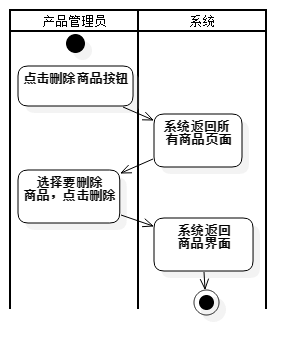 产品管理员
系统
点击删除商品按钮
系统返回所
有商品页面
选择要删除
商品，点击删除
系统返回
商品界面